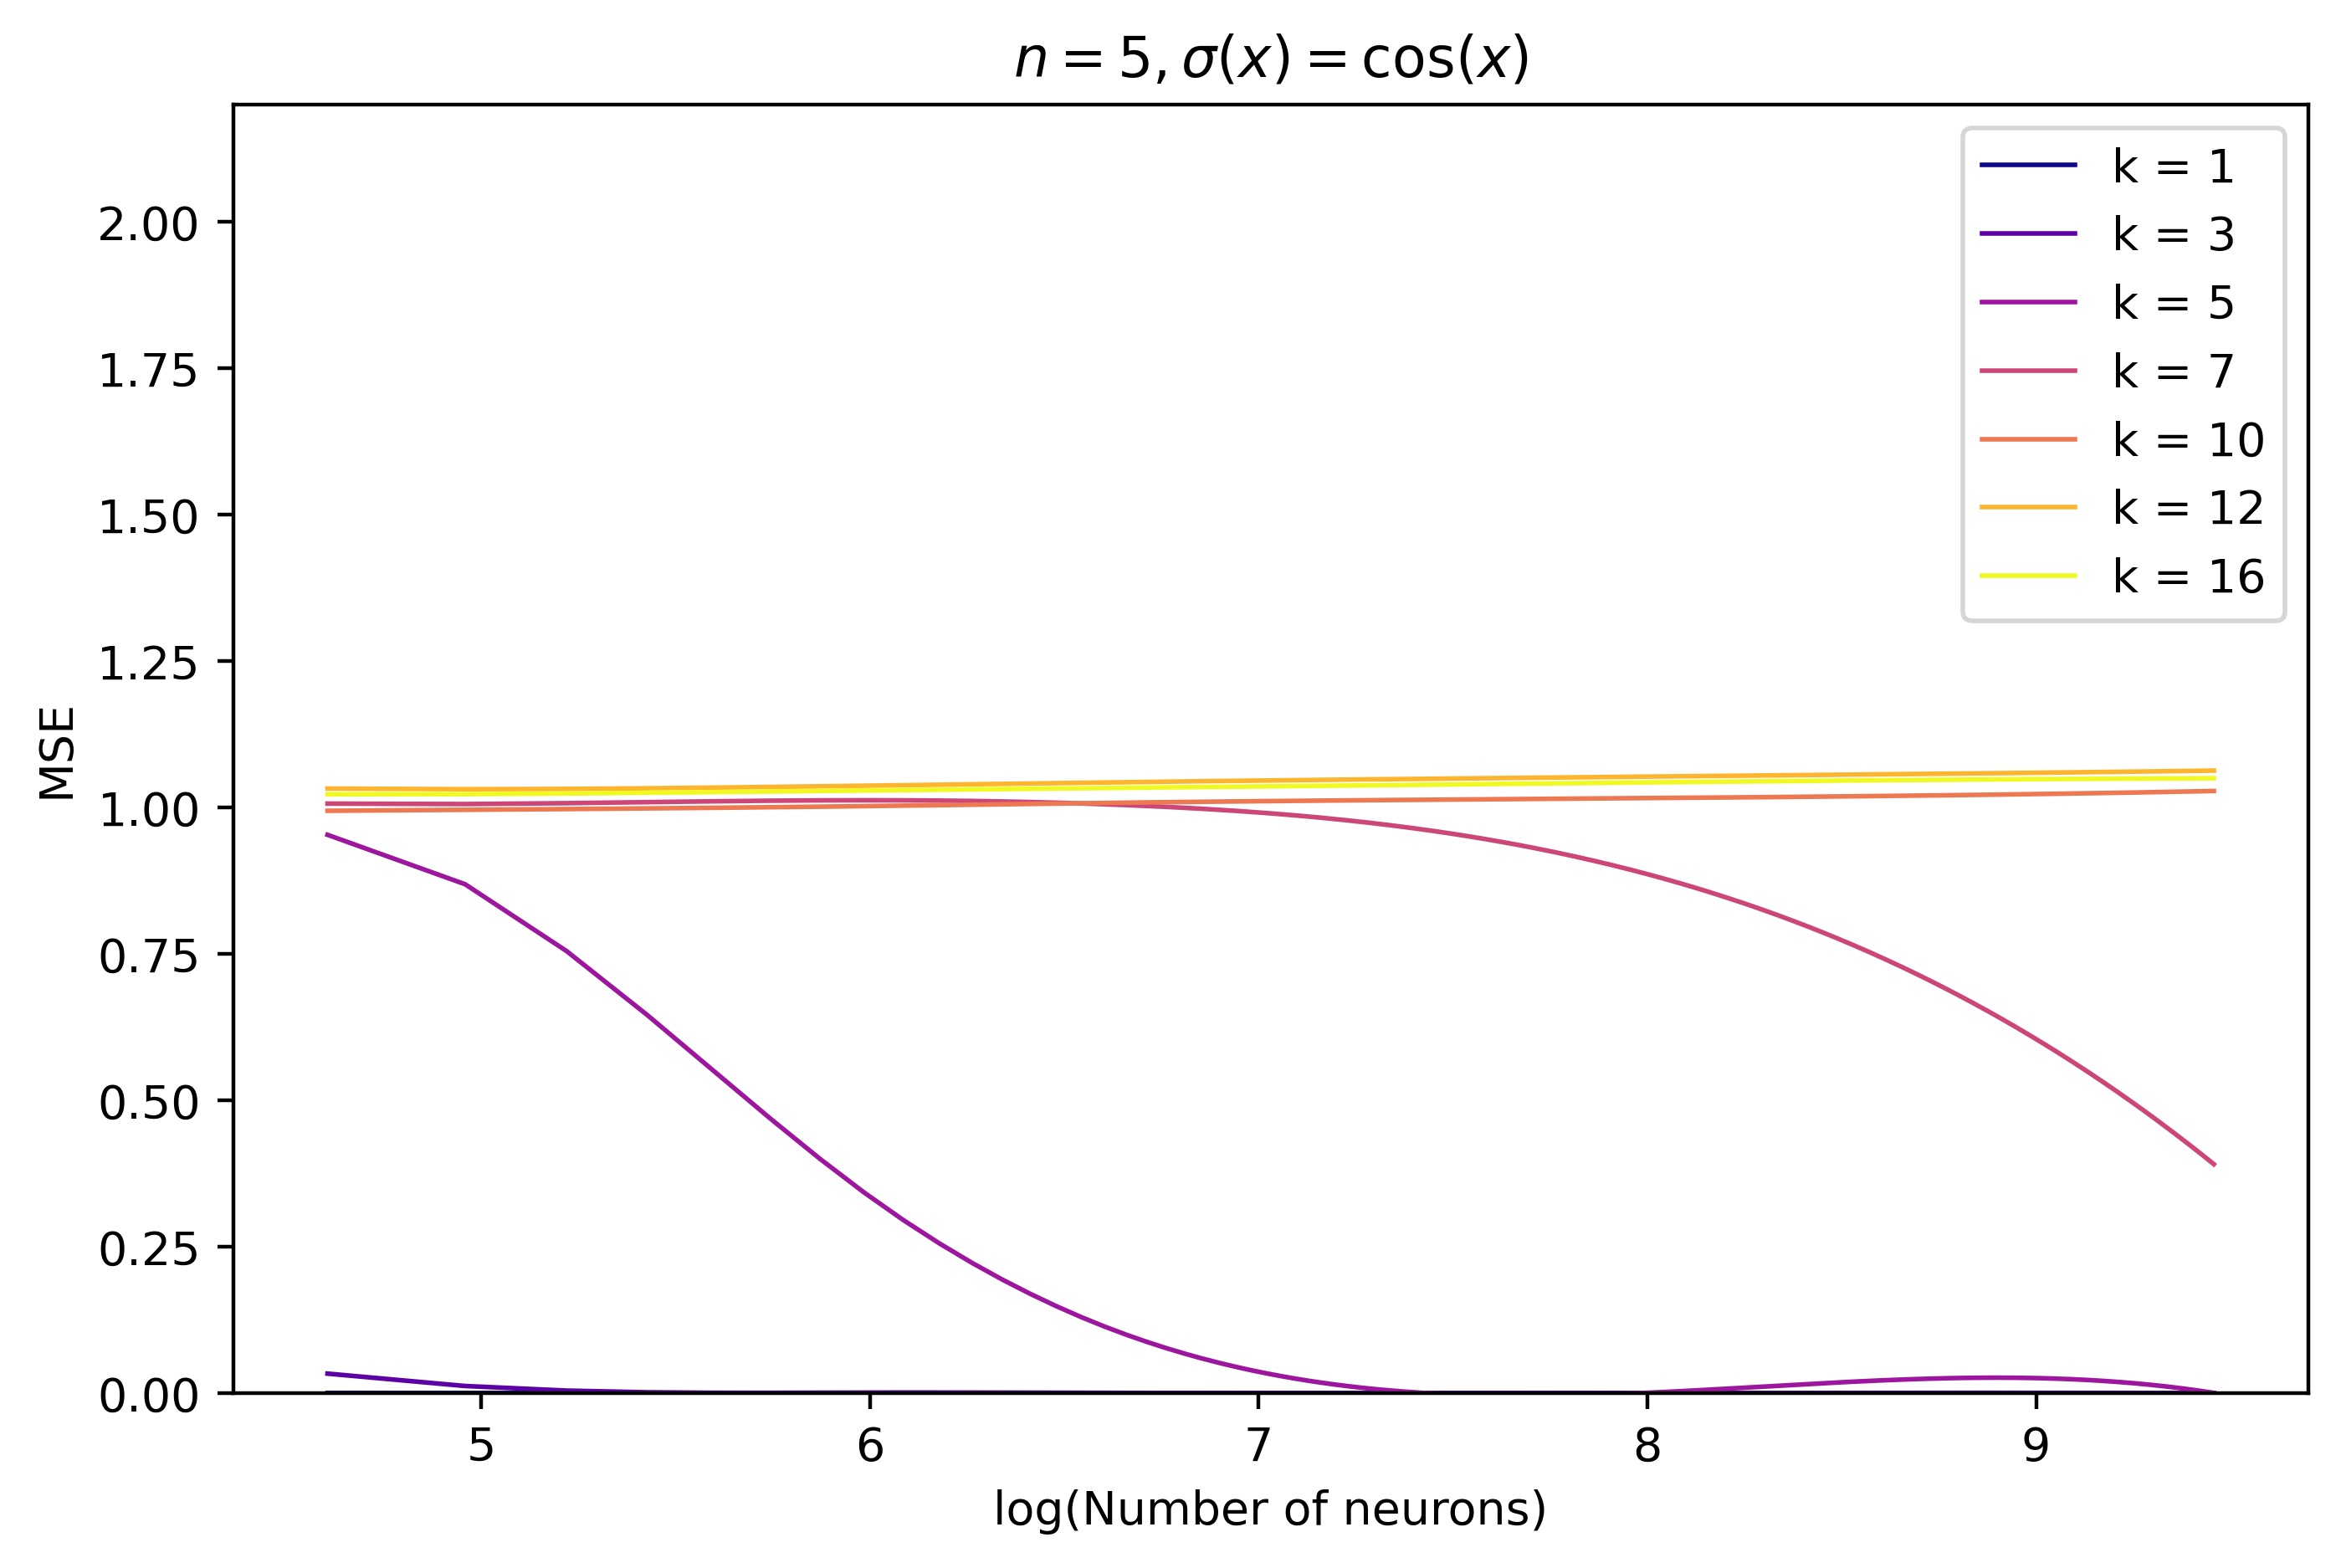 n = 5, σ(x) = cos(x)
MSE
2.00
1.75
1.50
1.25
1.00
0.75
0.50
0.25
0.00
k = 1
k = 3
k = 5
k = 7
k = 10
k = 12
k = 16
5 6 7 8 9
log(Number of neurons)